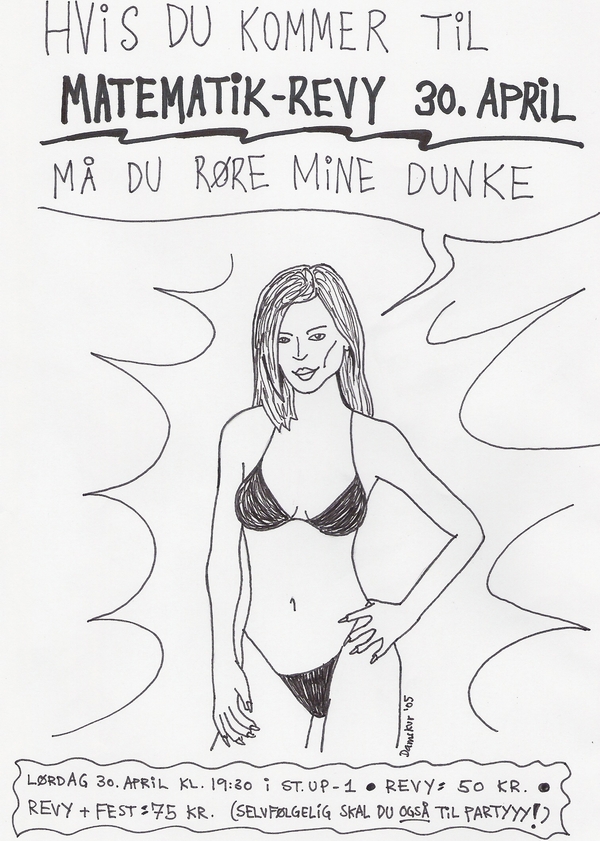 HViS DU KOMMER TiL
MATEMATiK-REVY 30. APRiL
MÅ DU RØRE MiNE DUNKE
Damekur '05
LØRDAG 30. APRiL KL. 19:30 i ST.UP-1 • REVY: 50 KR. •
REVY + FEST:75 KR. (SELVFØLGELiG SKAL DU OGSÅ TiL PARTYYY!)